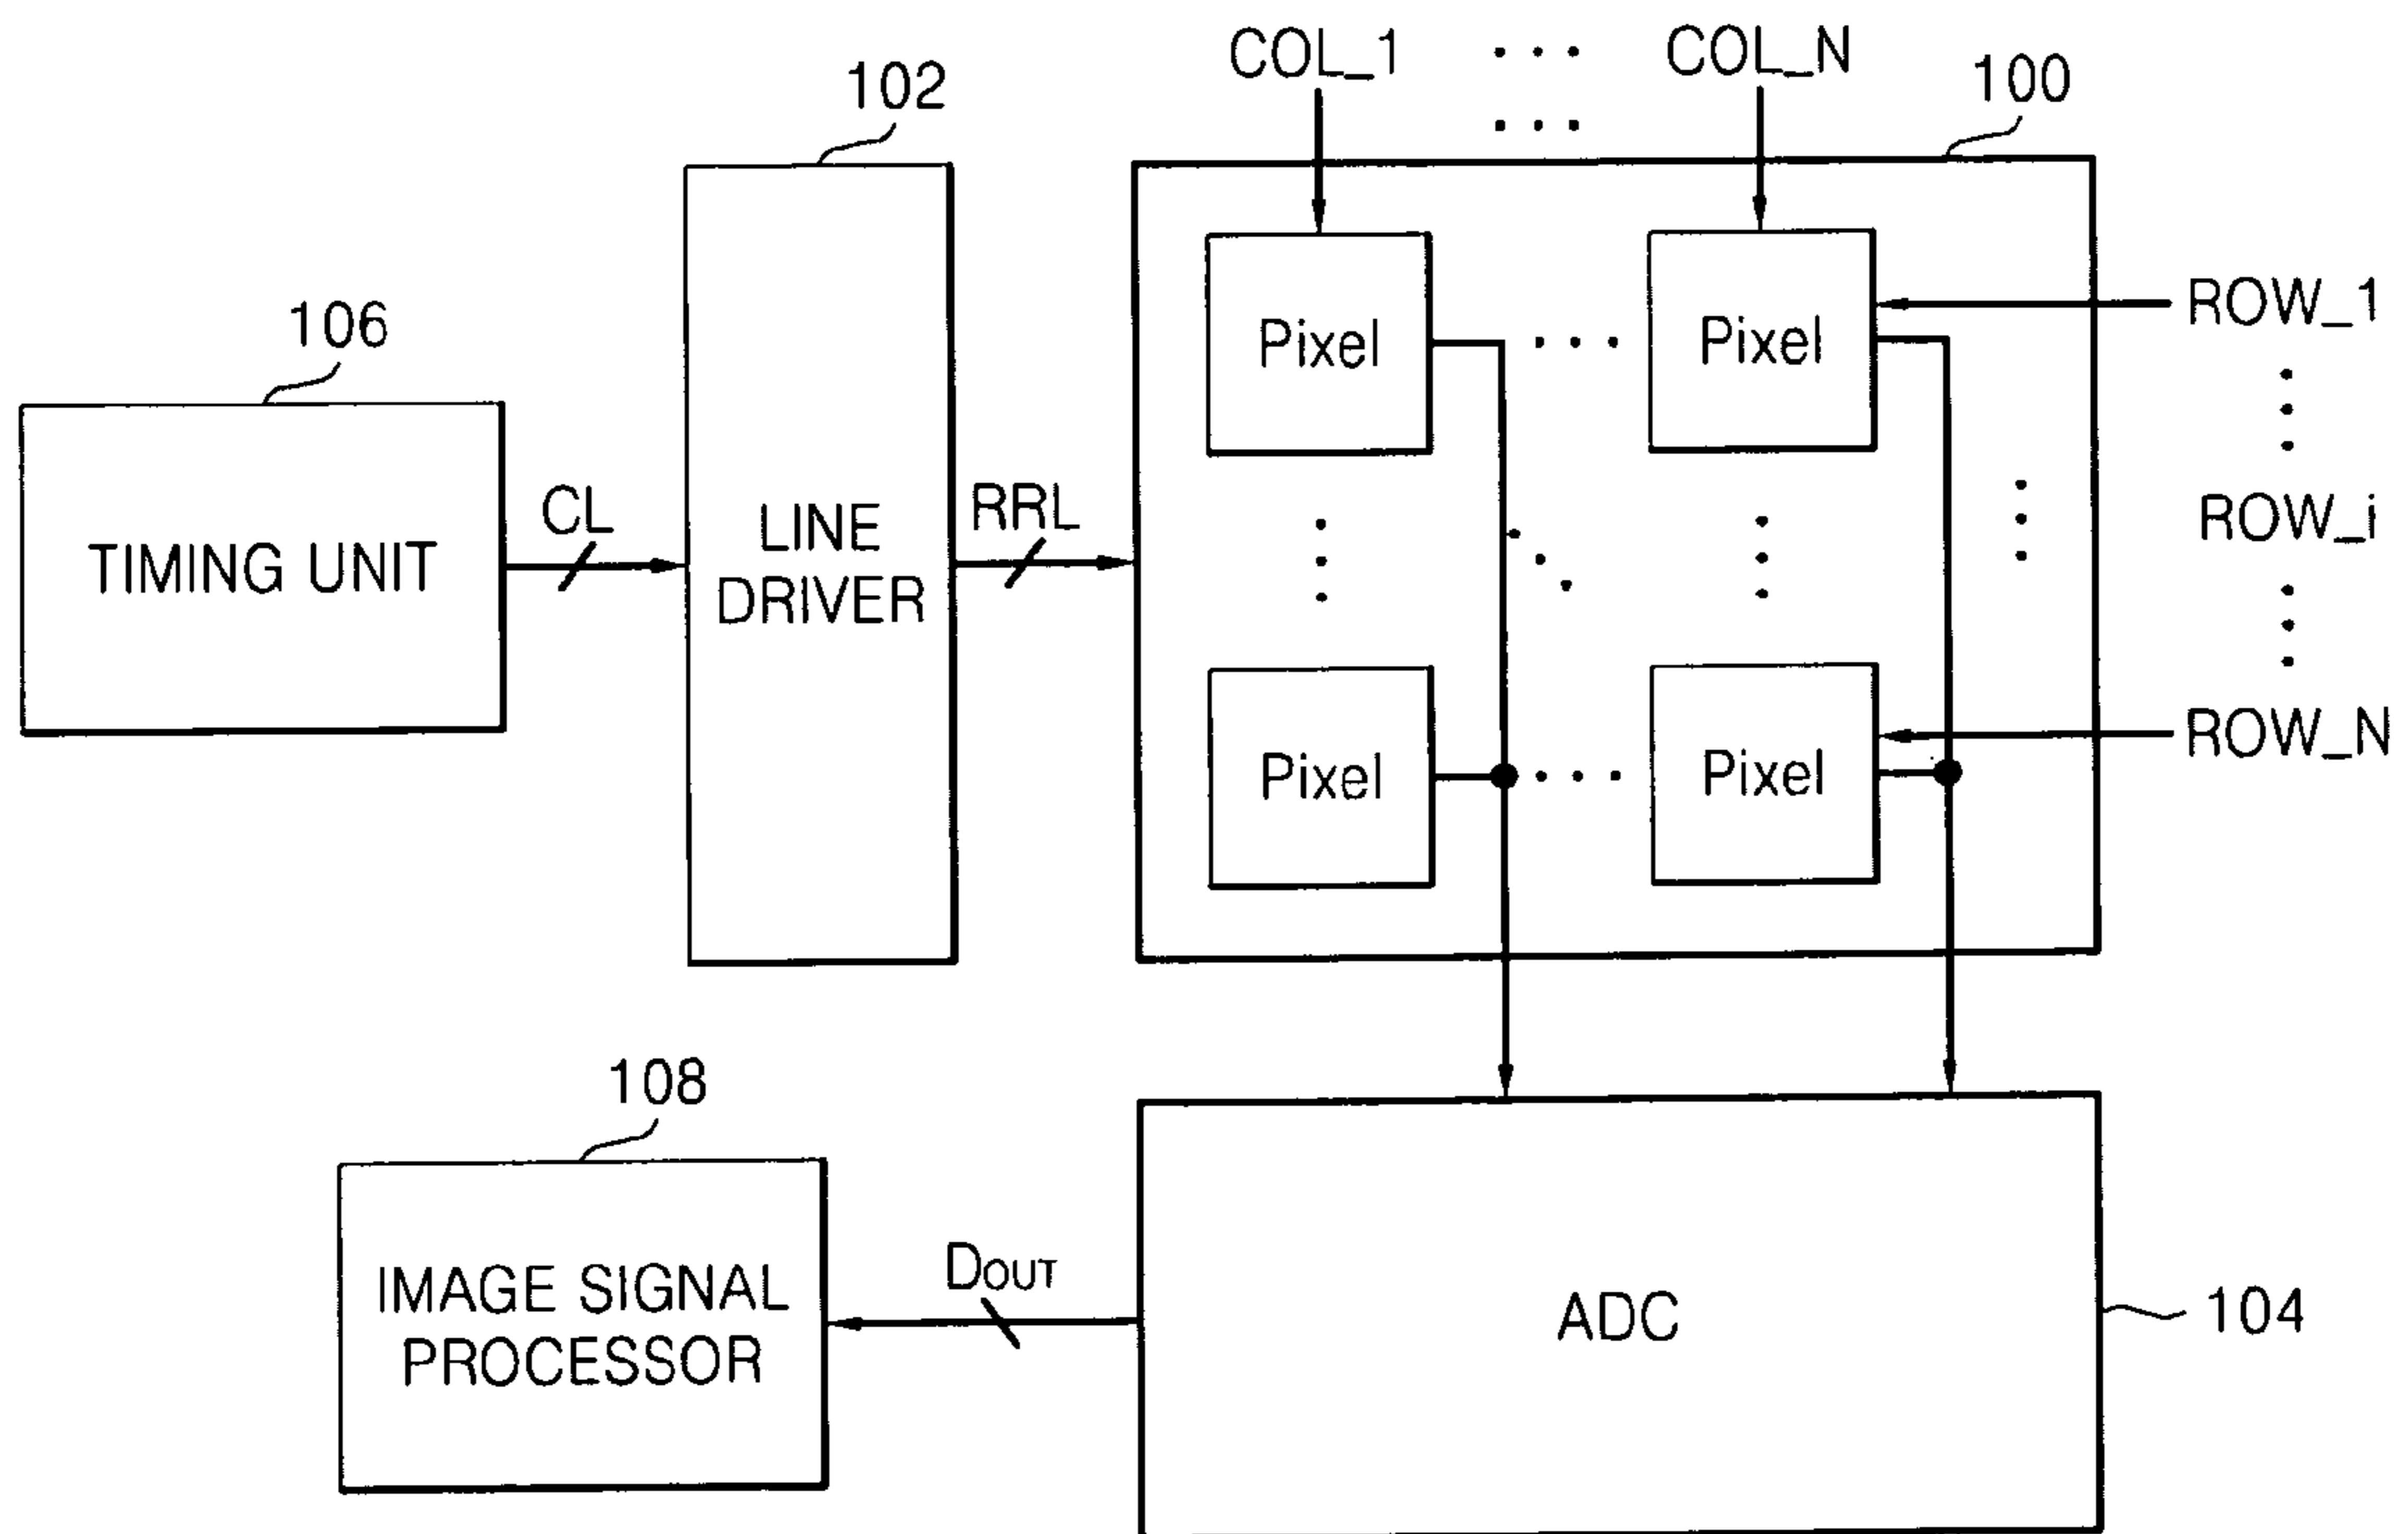 COL_1 ... COL_N
...
102
100
106
Pixel ... Pixel
ROW_1
CL
RRL
LINE
DRIVER
TIMING UNIT
ROW_i
Pixel ... Pixel
ROW_N
108
IMAGE SIGNAL
PROCESSOR
DOUT
ADC
104